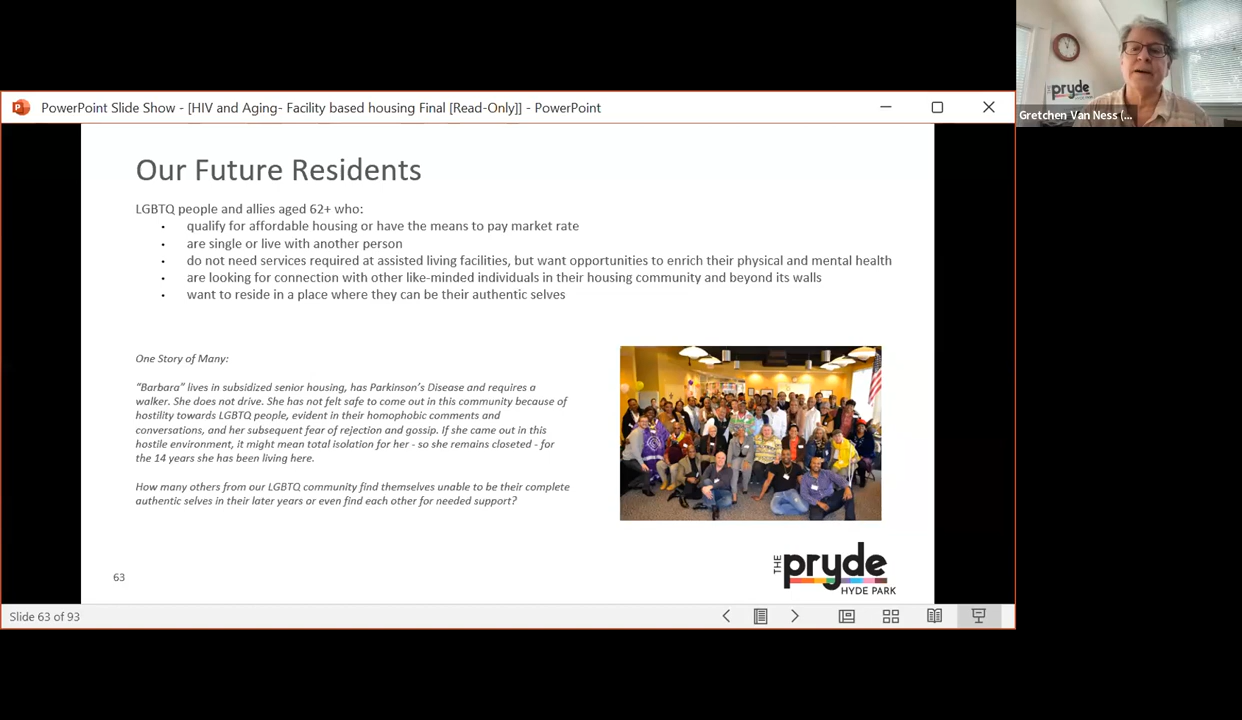 PowerPoint Slide Show - [HIV and Aging- Facility based housing Final [Read-Only]] - PowerPoint
pryde
Gretchen Van Ness (...
Our Future Residents
LGBTQ people and allies aged 62+ who:
• qualify for affordable housing or have the means to pay market rate
• are single or live with another person
• do not need services required at assisted living facilities, but want opportunities to enrich their physical and mental health
• are looking for connection with other like-minded individuals in their housing community and beyond its walls
• want to reside in a place where they can be their authentic selves
One Story of Many:
“Barbara” lives in subsidized senior housing, has Parkinson’s Disease and requires a
walker. She does not drive. She has not felt safe to come out in this community because of
hostility towards LGBTQ people, evident in their homophobic comments and
conversations, and her subsequent fear of rejection and gossip. If she came out in this
hostile environment, it might mean total isolation for her - so she remains closeted - for
the 14 years she has been living here.
How many others from our LGBTQ community find themselves unable to be their complete
authentic selves in their later years or even find each other for needed support?
THE pryde
HYDE PARK
63
Slide 63 of 93